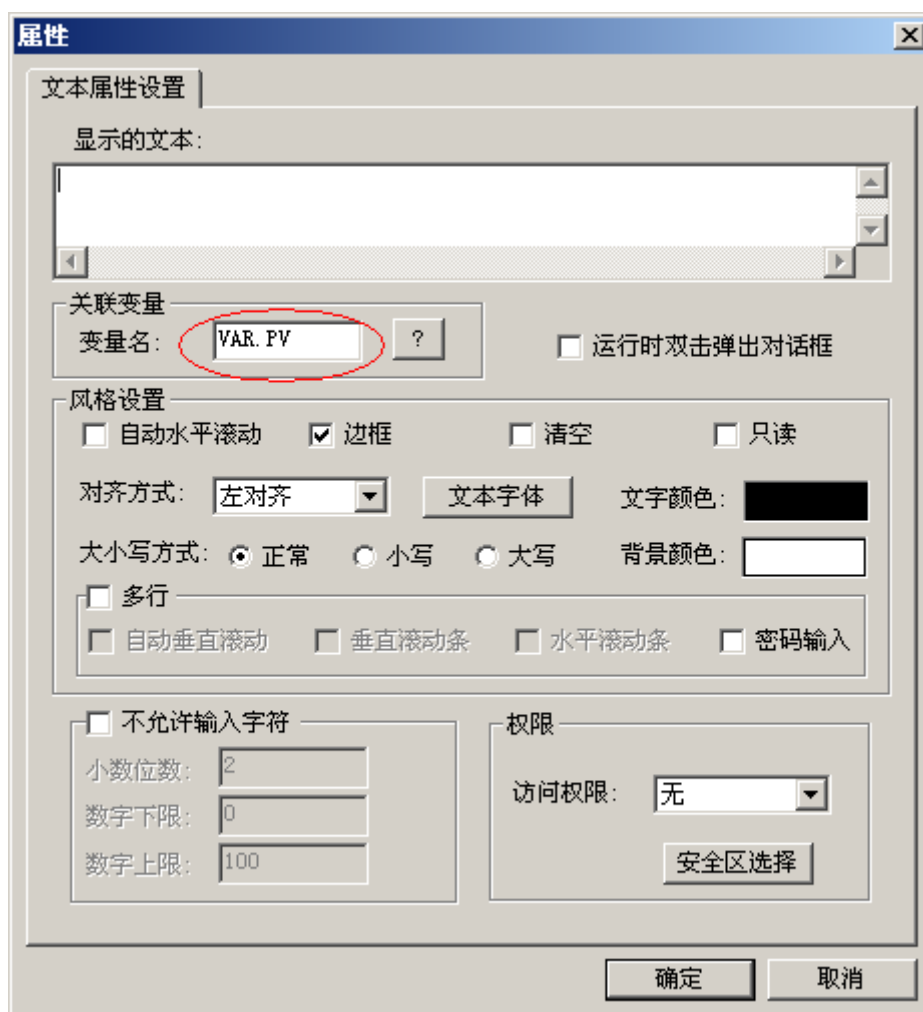 属性
文本属性设置
显示的文本:
关联变量
变量名: VAR.PV ? 运行时双击弹出对话框
风格设置
自动水平滚动 边框 清空 只读
对齐方式: 左对齐 文本字体 文字颜色:
大小写方式: 正常 小写 大写 背景颜色:
多行
自动垂直滚动 垂直滚动条 水平滚动条 密码输入
不允许输入字符
小数位数: 2
数字下限: 0
数字上限: 100
权限
访问权限: 无
安全区选择
确定 取消